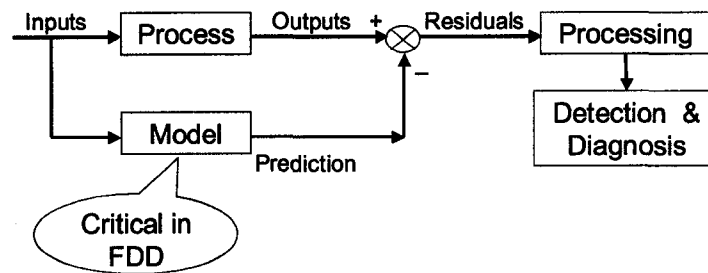 Inputs
Process
Outputs
+
Residuals
Processing
−
Model
Prediction
Detection &
Diagnosis
Critical in
FDD